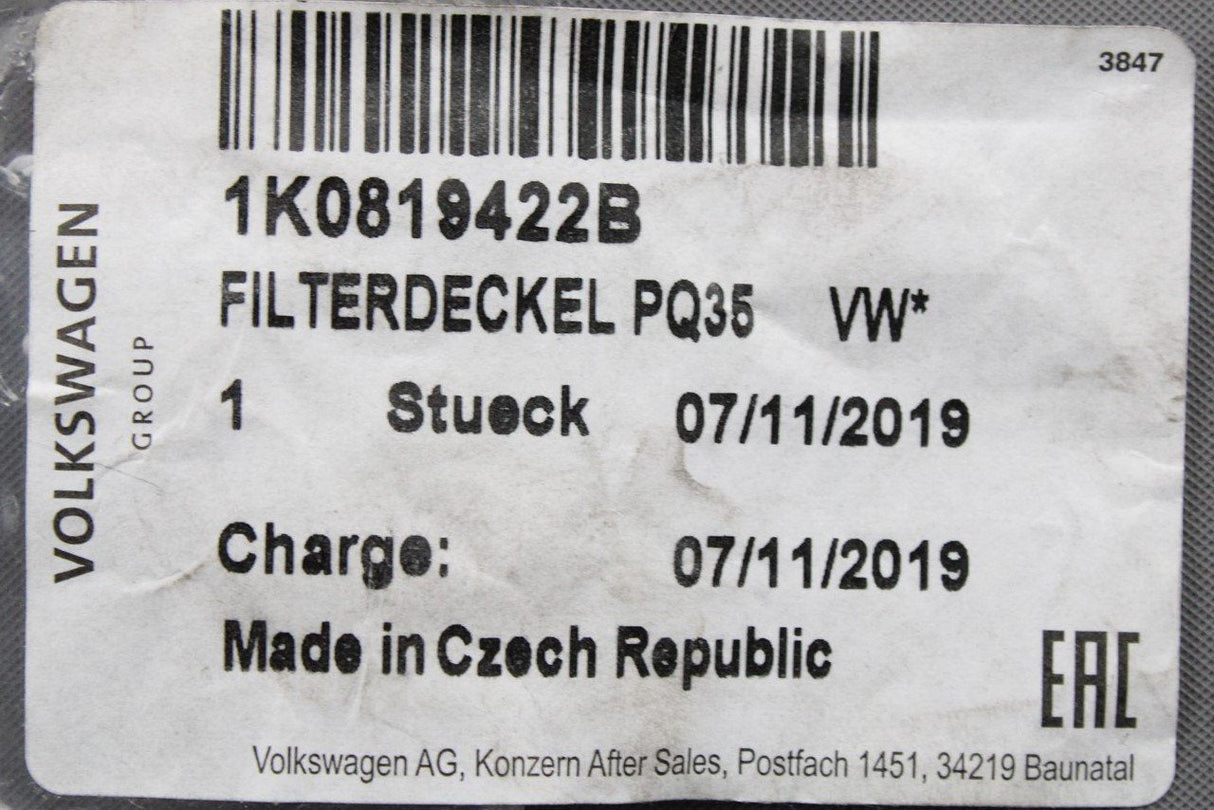 3847
1K0819422B
FILTERDECKEL PQ35 VW*
1 Stueck 07/11/2019
Charge: 07/11/2019
Made in Czech Republic
EAC
Volkswagen AG, Konzern After Sales, Postfach 1451, 34219 Baunatal
VOLKSWAGEN
GROUP